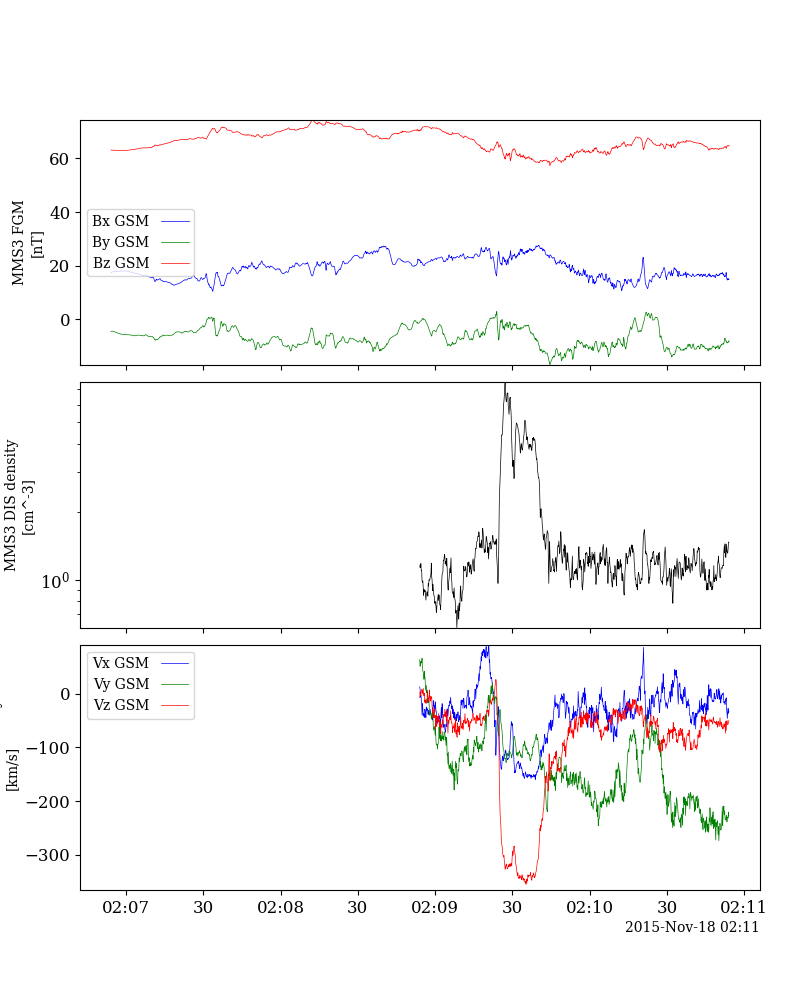 60
40
20
0
MMS3 FGM
[nT]
Bx GSM
By GSM
Bz GSM
10^0
MMS3 DIS density
[cm^-3]
0
−100
−200
−300
[km/s]
Vx GSM
Vy GSM
Vz GSM
02:07
30
02:08
30
02:09
30
02:10
30
02:11
2015-Nov-18 02:11